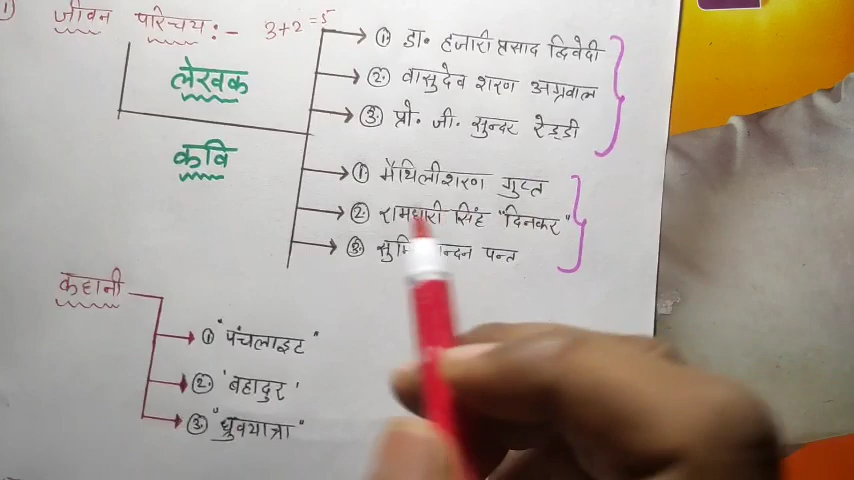 1)
जीवन परिचय :- 3+2=5
लेखक
① डा॰ हजारी प्रसाद द्विवेदी
② वासुदेव शरण अग्रवाल
③ प्रो॰ जी॰ सुन्दर रेड्डी
कवि
① मैथिलीशरण गुप्त
② रामधारी सिंह "दिनकर"
③ पन्त
कहानी
① "पंचलाइट"
② 'बहादुर'
③ "ध्रुवयात्रा"